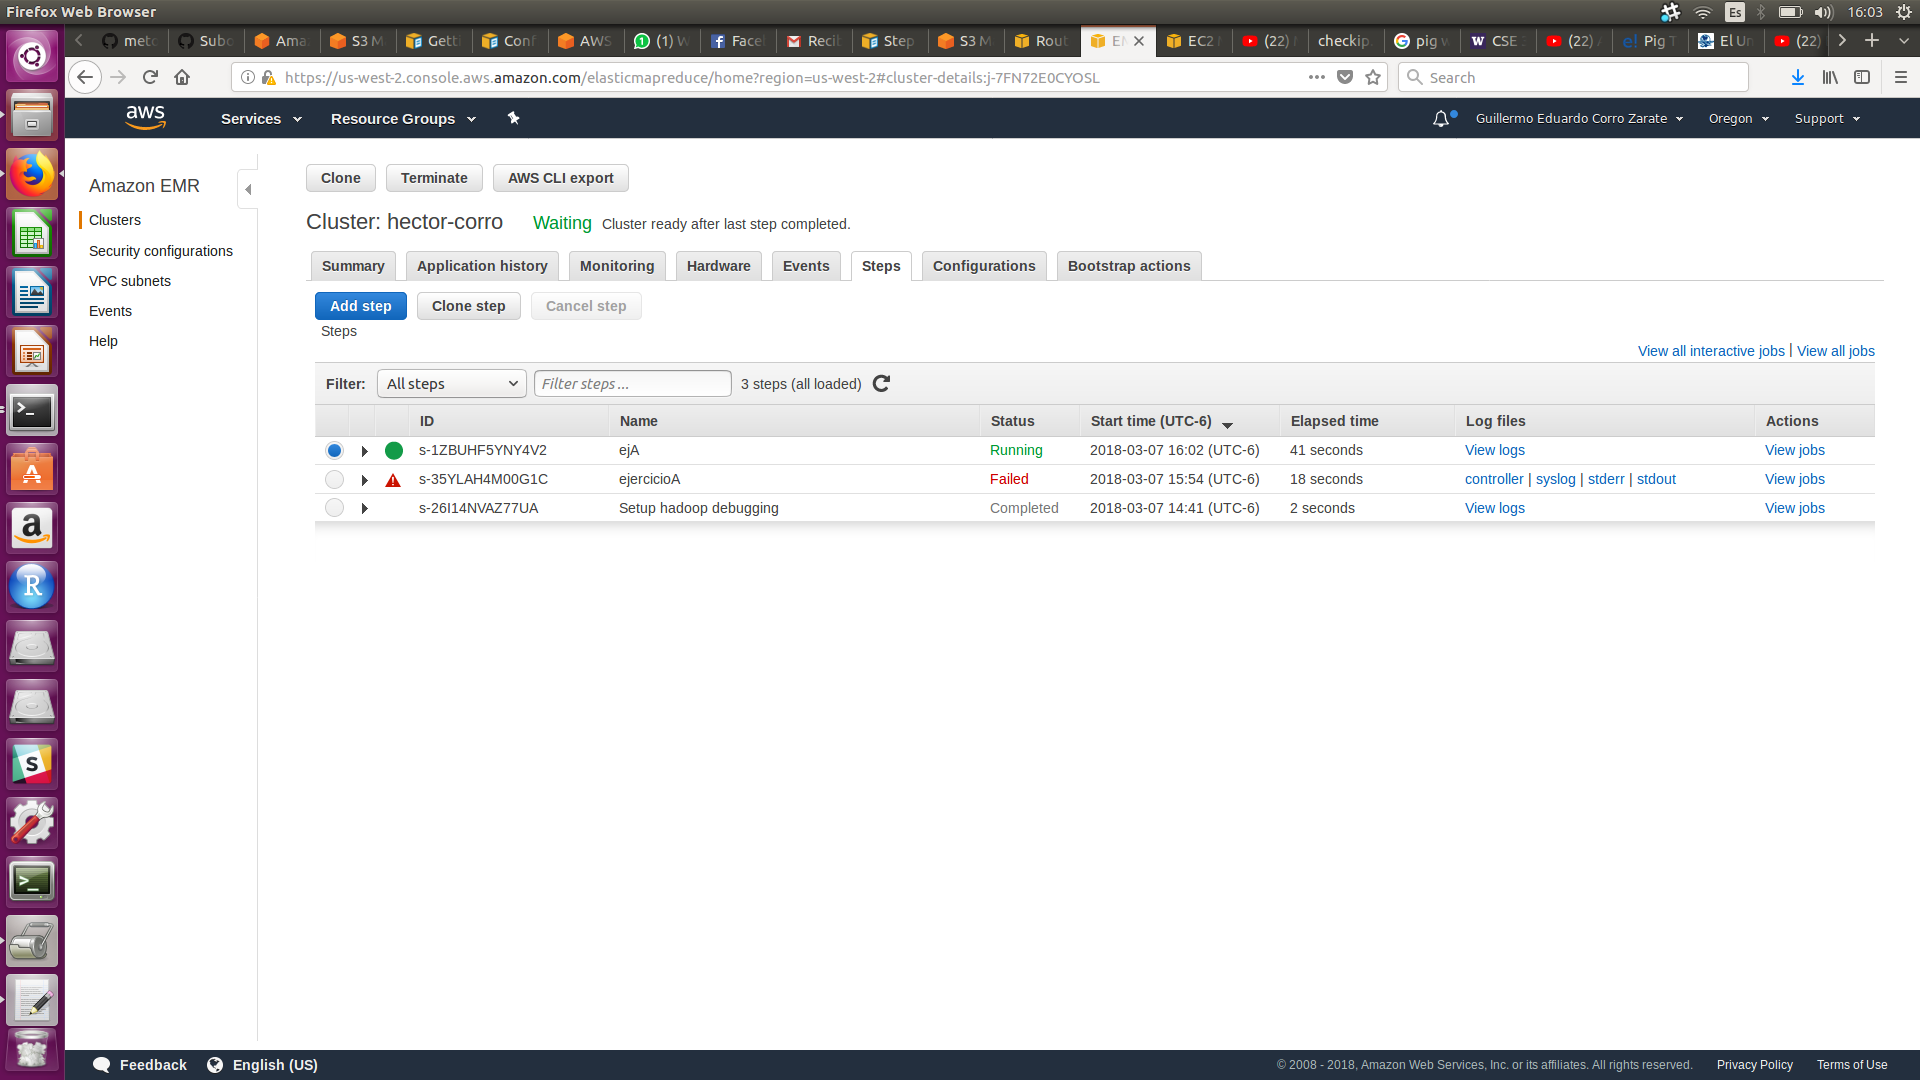 Firefox Web Browser
Es
16:03
meto
Subo
Ama
S3 M
Getti
Conf
AWS
(1) W
Face
Recib
Step
S3 M
Rout
EM
EC2 M
(22)
checkip.
pig w
CSE
(22)
Pig T
El Un
(22)
https://us-west-2.console.aws.amazon.com/elasticmapreduce/home?region=us-west-2#cluster-details:j-7FN72E0CYOSL
Search
aws
Services
Resource Groups
Guillermo Eduardo Corro Zarate
Oregon
Support
Amazon EMR
Clusters
Security configurations
VPC subnets
Events
Help
Clone
Terminate
AWS CLI export
Cluster: hector-corro
Waiting
Cluster ready after last step completed.
Summary
Application history
Monitoring
Hardware
Events
Steps
Configurations
Bootstrap actions
Add step
Clone step
Cancel step
Steps
View all interactive jobs | View all jobs
Filter:
All steps
Filter steps ...
3 steps (all loaded)
ID Name Status Start time (UTC-6) Elapsed time Log files Actions
s-1ZBUHF5YNY4V2 ejA Running 2018-03-07 16:02 (UTC-6) 41 seconds View logs View jobs
s-35YLAH4M00G1C ejercicioA Failed 2018-03-07 15:54 (UTC-6) 18 seconds controller | syslog | stderr | stdout View jobs
s-26I14NVAZ77UA Setup hadoop debugging Completed 2018-03-07 14:41 (UTC-6) 2 seconds View logs View jobs
Feedback
English (US)
© 2008 - 2018, Amazon Web Services, Inc. or its affiliates. All rights reserved.
Privacy Policy
Terms of Use